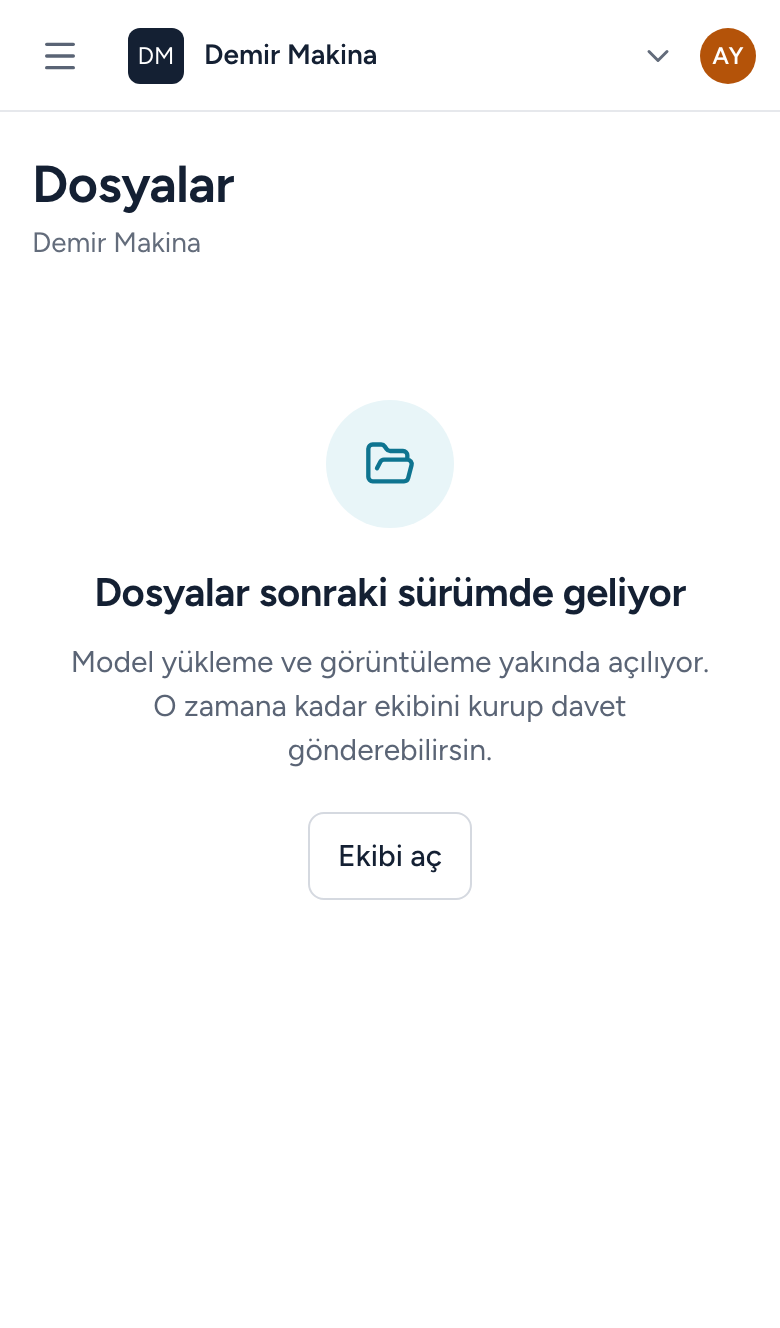 DM Demir Makina AY
Dosyalar
Demir Makina
Dosyalar sonraki sürümde geliyor
Model yükleme ve görüntüleme yakında açılıyor.
O zamana kadar ekibini kurup davet
gönderebilirsin.
Ekibi aç